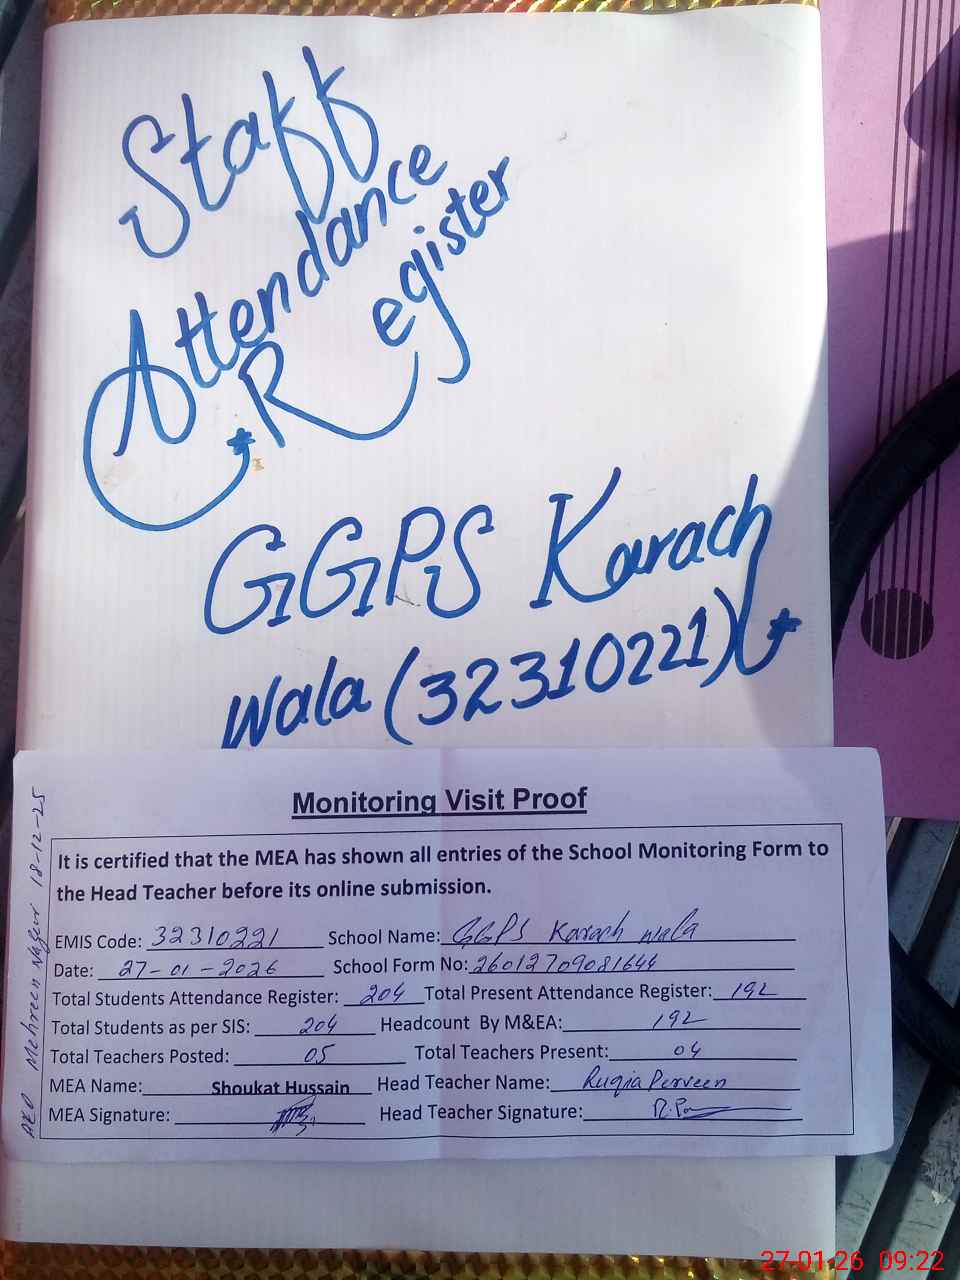 Staff
Attendance
Register
GGPS Karach
wala (32310221)
Monitoring Visit Proof
It is certified that the MEA has shown all entries of the School Monitoring Form to
the Head Teacher before its online submission.
EMIS Code: 32310221 School Name: GGPS Karach wala
Date: 27-01-2026 School Form No: 26012709081644
Total Students Attendance Register: 204 Total Present Attendance Register: 192
Total Students as per SIS: 204 Headcount By M&EA: 192
Total Teachers Posted: 05 Total Teachers Present: 04
MEA Name: Shoukat Hussain Head Teacher Name: Ruqia Perveen
MEA Signature: Head Teacher Signature: R.Pa
AEO Mehreen 18-12-25
27-01-26 09:22